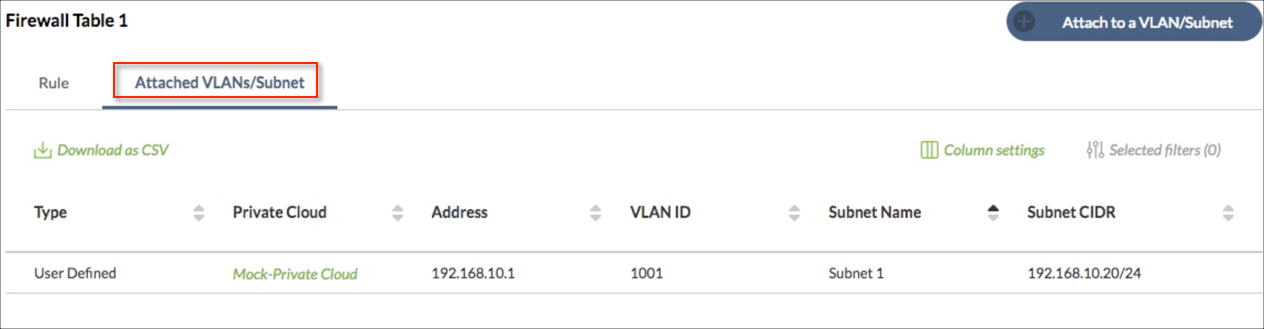 Firewall Table 1
Attach to a VLAN/Subnet
Rule Attached VLANs/Subnet
Download as CSV Column settings Selected filters (0)
Type Private Cloud Address VLAN ID Subnet Name Subnet CIDR
User Defined Mock-Private Cloud 192.168.10.1 1001 Subnet 1 192.168.10.20/24